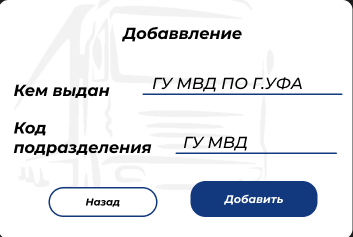 Добаввление
Кем выдан ГУ МВД ПО Г.УФА
Код
подразделения ГУ МВД
Назад Добавить